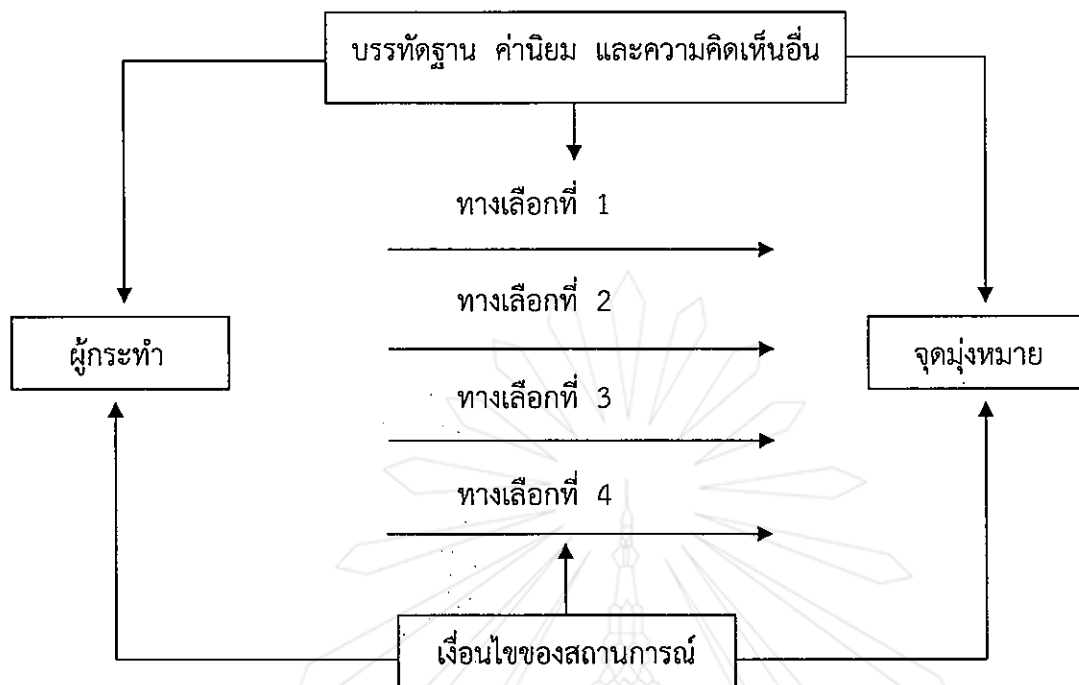 บรรทัดฐาน ค่านิยม และความคิดเห็นอื่น
ทางเลือกที่ 1
ทางเลือกที่ 2
ผู้กระทำ
จุดมุ่งหมาย
ทางเลือกที่ 3
ทางเลือกที่ 4
เงื่อนไขของสถานการณ์